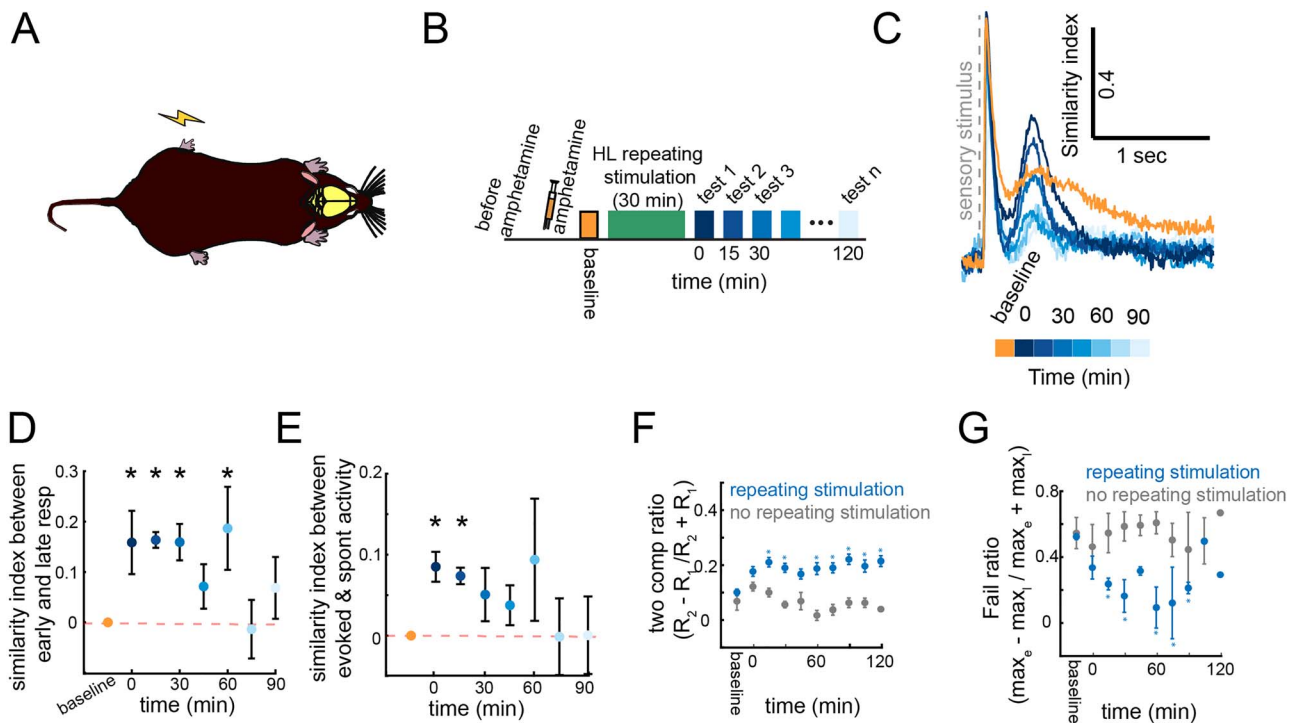 A
B
before
amphetamine
amphetamine
baseline
HL repeating
stimulation
(30 min)
test 1
test 2
test 3
test n
0 15 30 120
time (min)
C
sensory stimulus
Similarity index
0.4
1 sec
baseline
0 30 60 90
Time (min)
D
similarity index between
early and late resp
0.3
0.2
0.1
0
* * * *
baseline
0 30 60 90
time (min)
E
similarity index between
evoked & spont activity
0.2
0.1
0
* *
0 30 60 90
time (min)
F
two comp ratio
(R2 - R1/R2 + R1)
repeating stimulation
no repeating stimulation
0.4
0.2
0
* * * * * * *
baseline
0 60 120
time (min)
G
Fail ratio
(maxe - maxl / maxe + maxl)
repeating stimulation
no repeating stimulation
0.8
0.4
0
* * * * *
baseline
0 60 120
time (min)